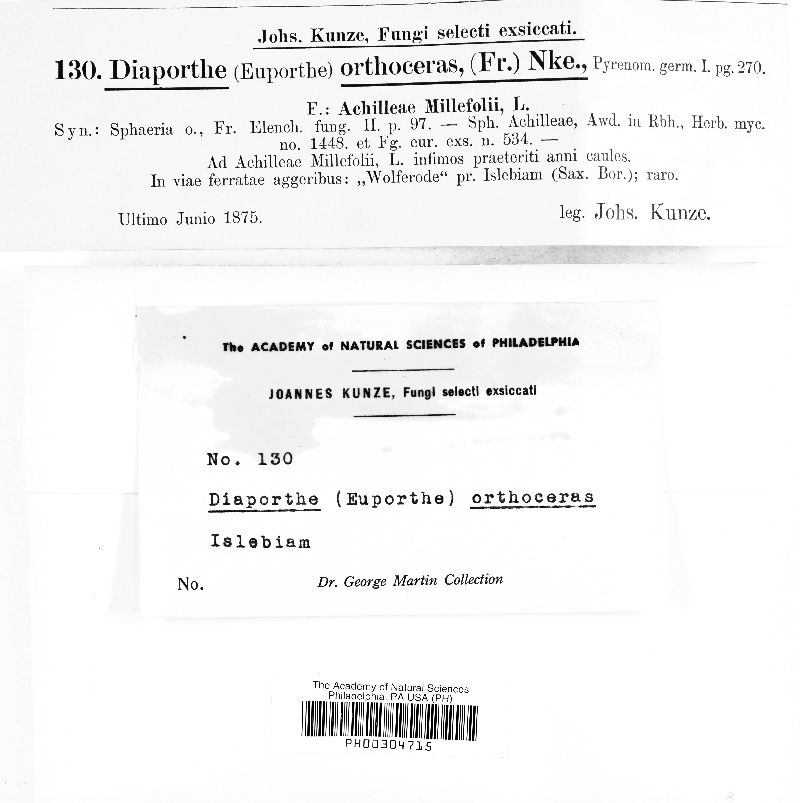 Johs. Kunze, Fungi selecti exsiccati.
130. Diaporthe (Euporthe) orthoceras, (Fr.) Nke., Pyrenom. germ. I. pg. 270.
F.: Achilleae Millefolii, L.
Syn.: Sphaeria o., Fr. Elench. fung. II. p. 97. — Sph. Achilleae, Awd. in Rbh., Herb. myc.
no. 1448. et Fg. eur. exs. n. 534. —
Ad Achilleae Millefolii, L. infimos praeteriti anni caules.
In viae ferratae aggeribus: „Wolferode“ pr. Islebiam (Sax. Bor.); raro.
Ultimo Junio 1875. leg. Johs. Kunze.
The ACADEMY of NATURAL SCIENCES of PHILADELPHIA
JOANNES KUNZE, Fungi selecti exsiccati
No. 130
Diaporthe (Euporthe) orthoceras
Islebiam
No. Dr. George Martin Collection
The Academy of Natural Sciences
Philadelphia, PA USA (PH)
PH00304715